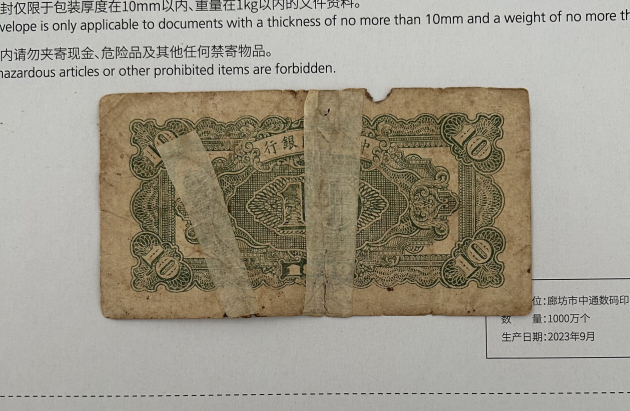 封仅限于包装厚度在10mm以内、重量在1kg以内的文件资料。
velope is only applicable to documents with a thickness of no more than 10mm and a weight of no more th
内请勿夹寄现金、危险品及其他任何禁寄物品。
hazardous articles or other prohibited items are forbidden.
行銀 中
10
10
10
位:廊坊市中通数码印
数 量:1000万个
生产日期:2023年9月